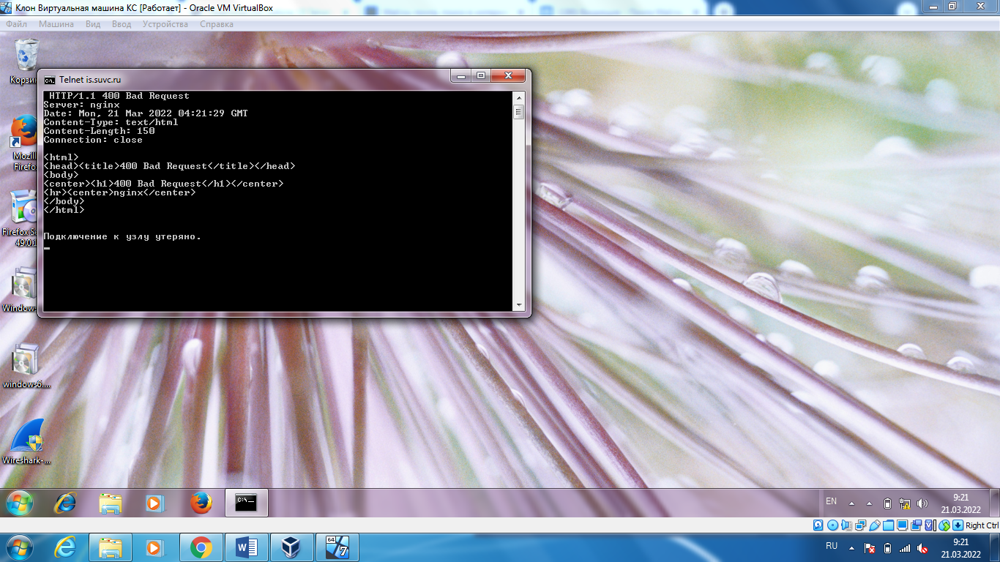 Клон Виртуальная машина КС [Работает] - Oracle VM VirtualBox
Файл Машина Вид Ввод Устройства Справка
Корзин
Mozill
Firefo
Firefox S
49.0.1
Window
windows6....
Wireshark-...
Telnet is.suvc.ru
HTTP/1.1 400 Bad Request
Server: nginx
Date: Mon, 21 Mar 2022 04:21:29 GMT
Content-Type: text/html
Content-Length: 150
Connection: close
<html>
<head><title>400 Bad Request</title></head>
<body>
<center><h1>400 Bad Request</h1></center>
<hr><center>nginx</center>
</body>
</html>
Подключение к узлу утеряно.
EN
9:21
21.03.2022
Right Ctrl
RU
9:21
21.03.2022